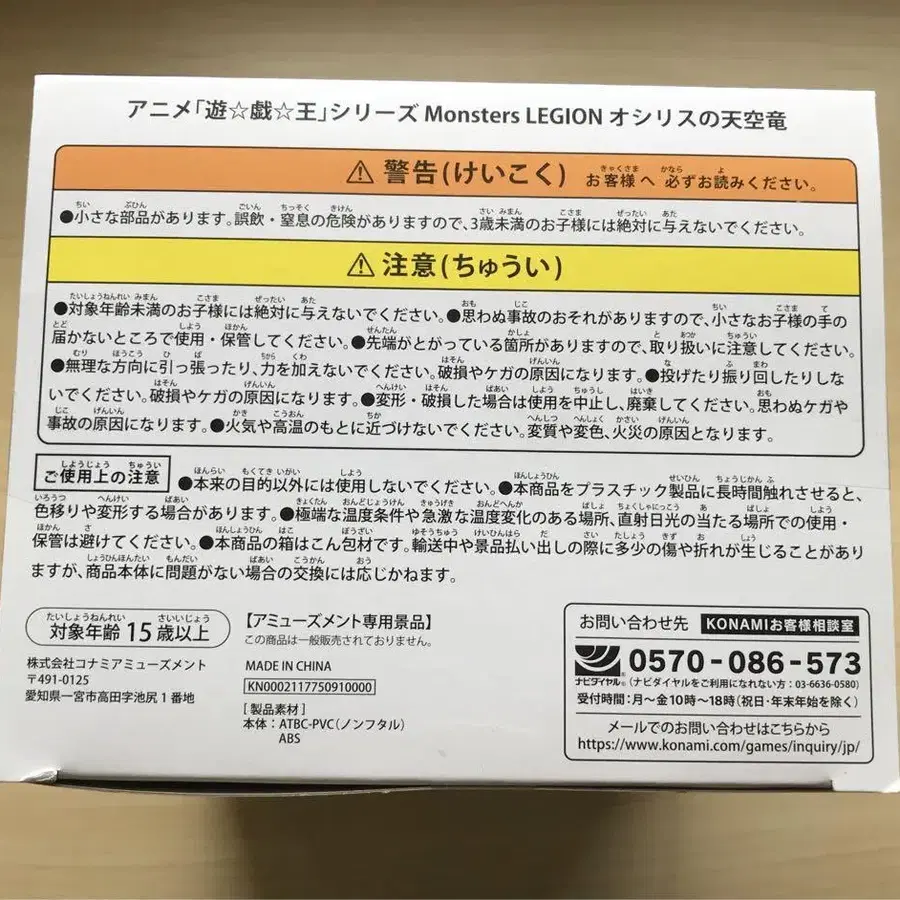 アニメ「遊☆戯☆王」シリーズ Monsters LEGION オシリスの天空竜
⚠ 警告(けいこく) お客様へ 必ずお読みください。
●小さな部品があります。誤飲・窒息の危険がありますので、3歳未満のお子様には絶対に与えないでください。
⚠ 注意(ちゅうい)
●対象年齢未満のお子様には絶対に与えないでください。●思わぬ事故のおそれがありますので、小さなお子様の手の
届かないところで使用・保管してください。●先端がとがっている箇所がありますので、取り扱いに注意してください。
●無理な方向に引っ張ったり、力を加えないでください。破損やケガの原因になります。●投げたり振り回したりしな
いでください。破損やケガの原因になります。●変形・破損した場合は使用を中止し、廃棄してください。思わぬケガや
事故の原因になります。●火気や高温のもとに近づけないでください。変質や変色、火災の原因となります。
ご使用上の注意 ●本来の目的以外には使用しないでください。●本商品をプラスチック製品に長時間触れさせると、
色移りや変形する場合があります。●極端な温度条件や急激な温度変化のある場所、直射日光の当たる場所での使用・
保管は避けてください。●本商品の箱はこん包材です。輸送中や景品払い出しの際に多少の傷や折れが生じることがあり
ますが、商品本体に問題がない場合の交換には応じかねます。
対象年齢 15歳以上
株式会社コナミアミューズメント
〒491-0125
愛知県一宮市高田字池尻1番地
【アミューズメント専用景品】
この商品は一般販売されておりません。
MADE IN CHINA
KN0002117750910000
[製品素材]
本体：ATBC-PVC(ノンフタル)
ABS
お問い合わせ先 KONAMIお客様相談室
ナビダイヤル® 0570-086-573
(ナビダイヤルをご利用になれない方：03-6636-0580)
受付時間：月～金10時～18時(祝日・年末年始を除く)
メールでのお問い合わせはこちらから
https://www.konami.com/games/inquiry/jp/